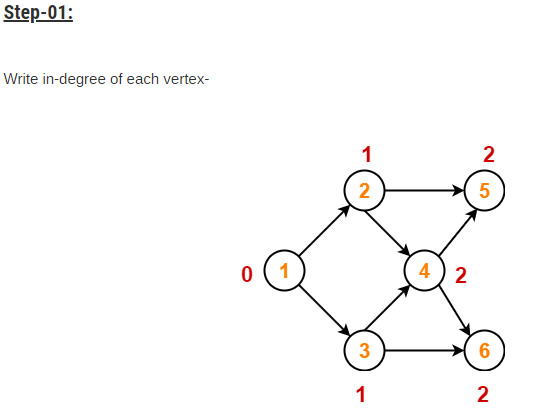 Step-01:
Write in-degree of each vertex-
1 2
2 5
0 1 4 2
3 6
1 2